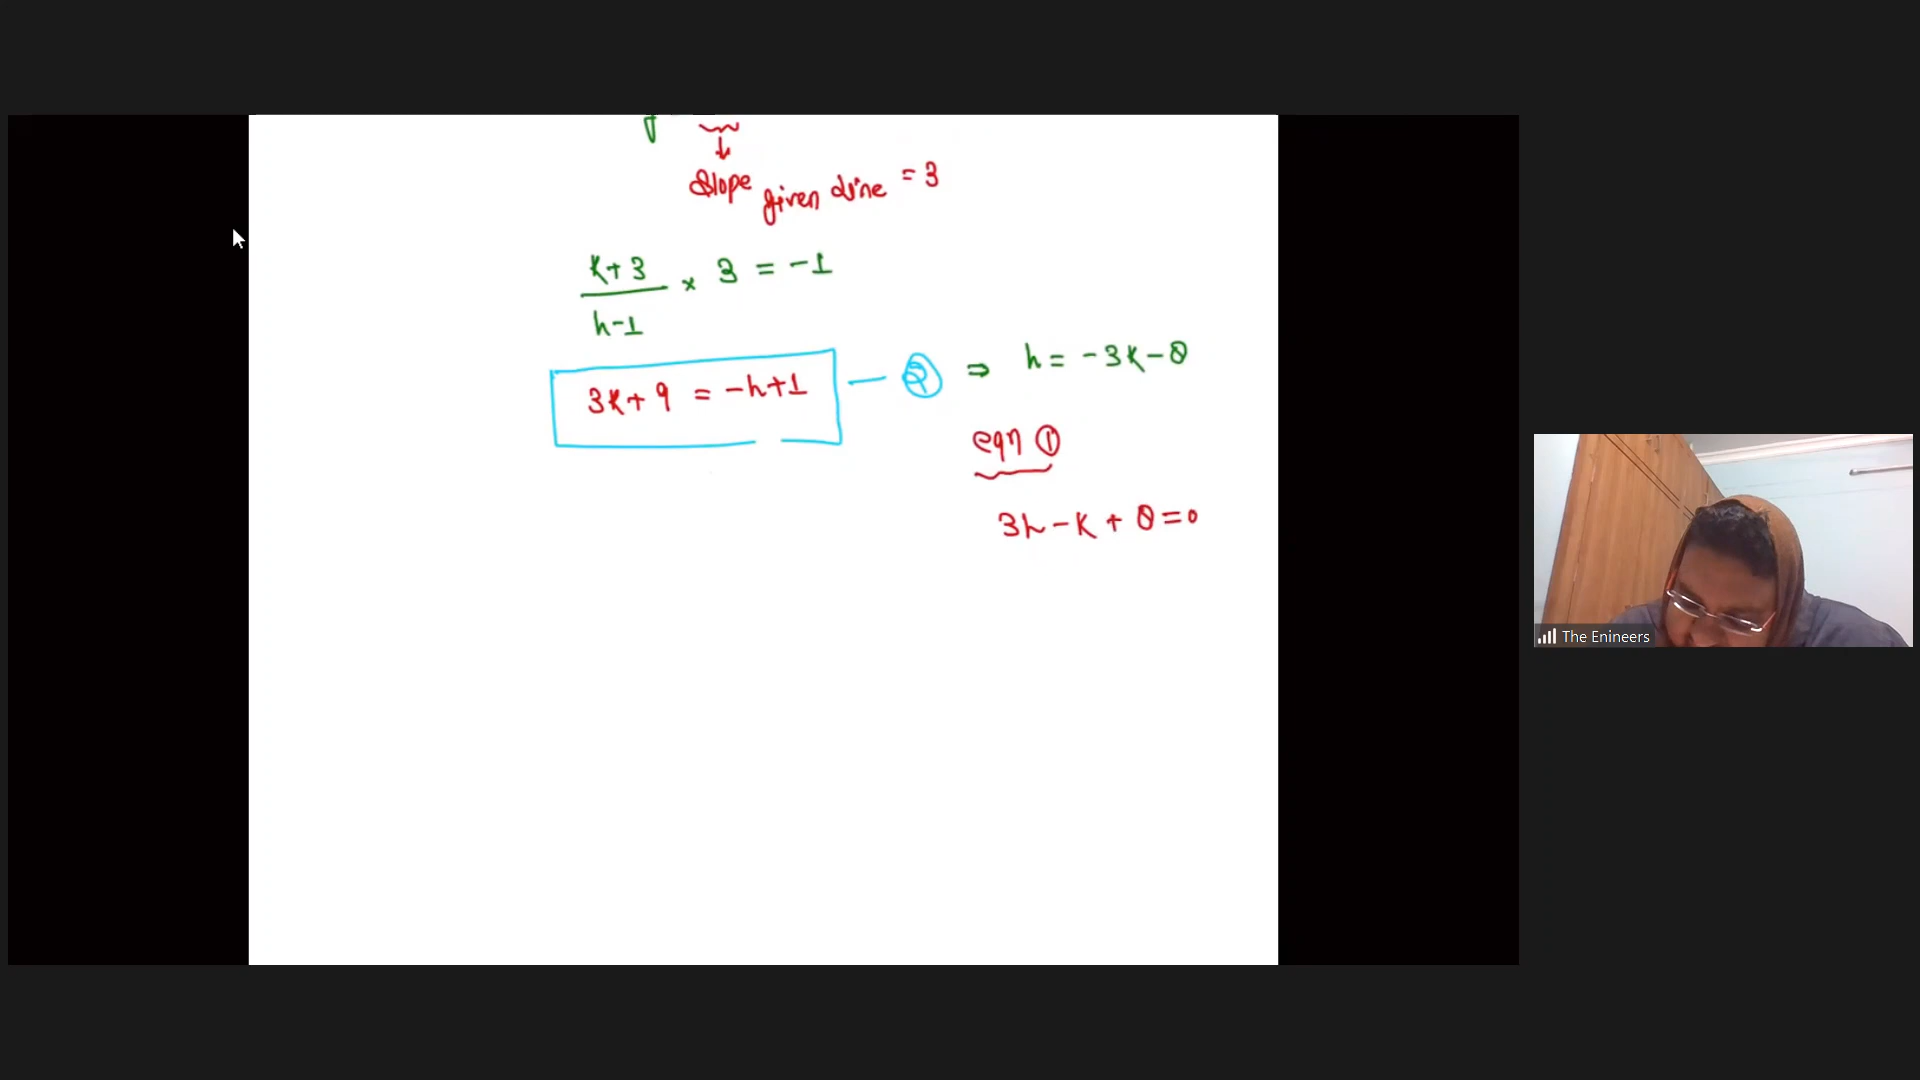 Slope given line = 3
k+3 / h-1 × 3 = -1
3k+9 = -h+1 — ② ⇒ h = -3k-8
eqn ①
3h-k+8=0
The Enineers